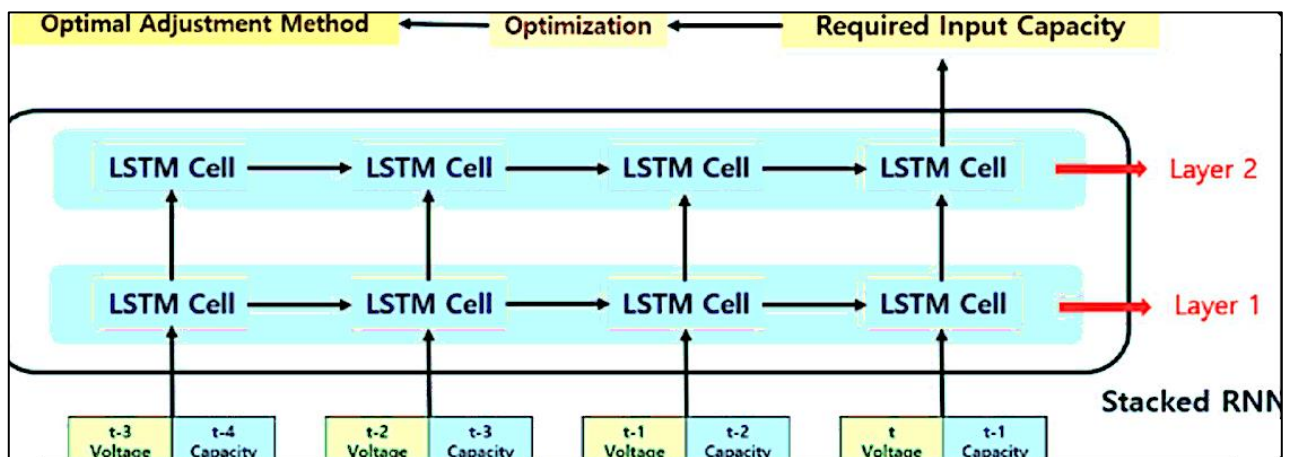 Optimal Adjustment Method Optimization Required Input Capacity
LSTM Cell LSTM Cell LSTM Cell LSTM Cell Layer 2
LSTM Cell LSTM Cell LSTM Cell LSTM Cell Layer 1
Stacked RNN
t-3 t-4 t-2 t-3 t-1 t-2 t t-1
Voltage Capacity Voltage Capacity Voltage Capacity Voltage Capacity